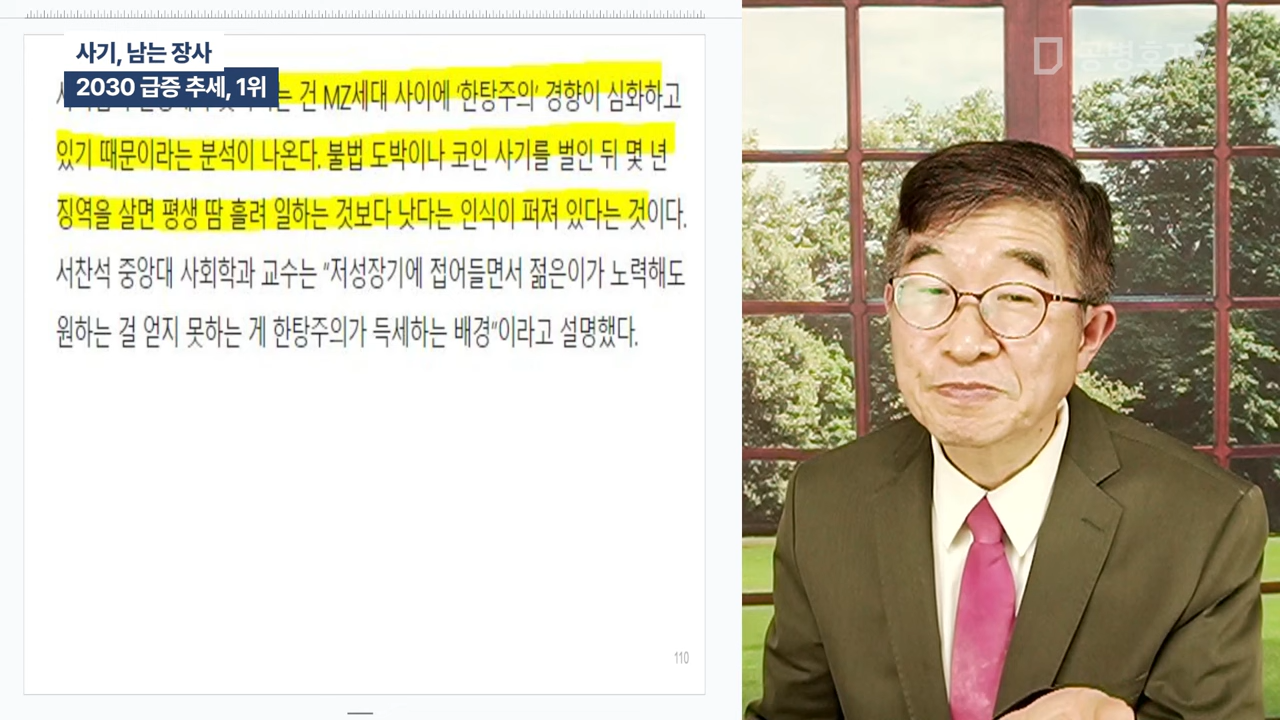 사기, 남는 장사
2030 급증 추세, 1위
는 건 MZ세대 사이에 '한탕주의' 경향이 심화하고
있기 때문이라는 분석이 나온다. 불법 도박이나 코인 사기를 벌인 뒤 몇 년
징역을 살면 평생 땀 흘려 일하는 것보다 낫다는 인식이 퍼져 있다는 것이다.
서찬석 중앙대 사회학과 교수는 "저성장기에 접어들면서 젊은이가 노력해도
원하는 걸 얻지 못하는 게 한탕주의가 득세하는 배경"이라고 설명했다.
110
공병호TV